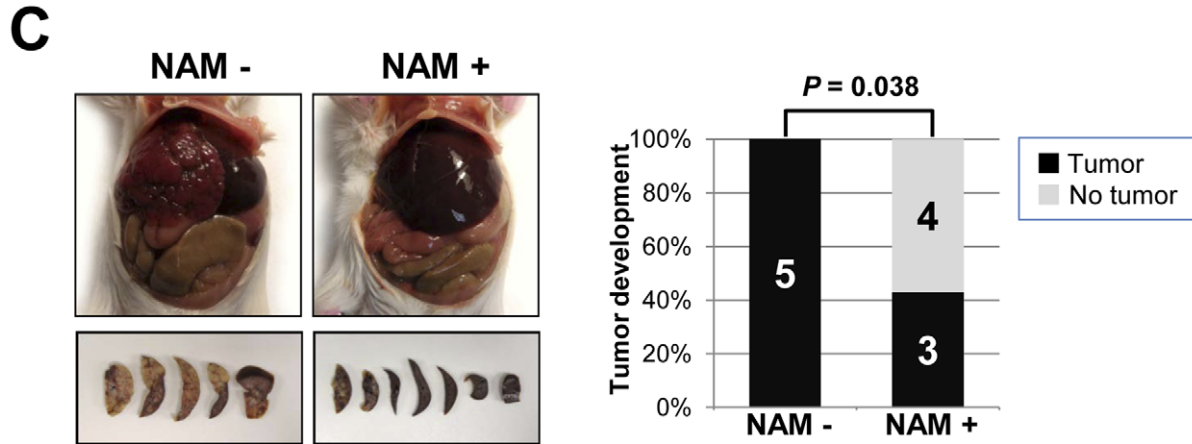 C
NAM -
NAM +
P = 0.038
Tumor development
100%
80%
60%
40%
20%
0%
5
4
3
NAM -
NAM +
Tumor
No tumor